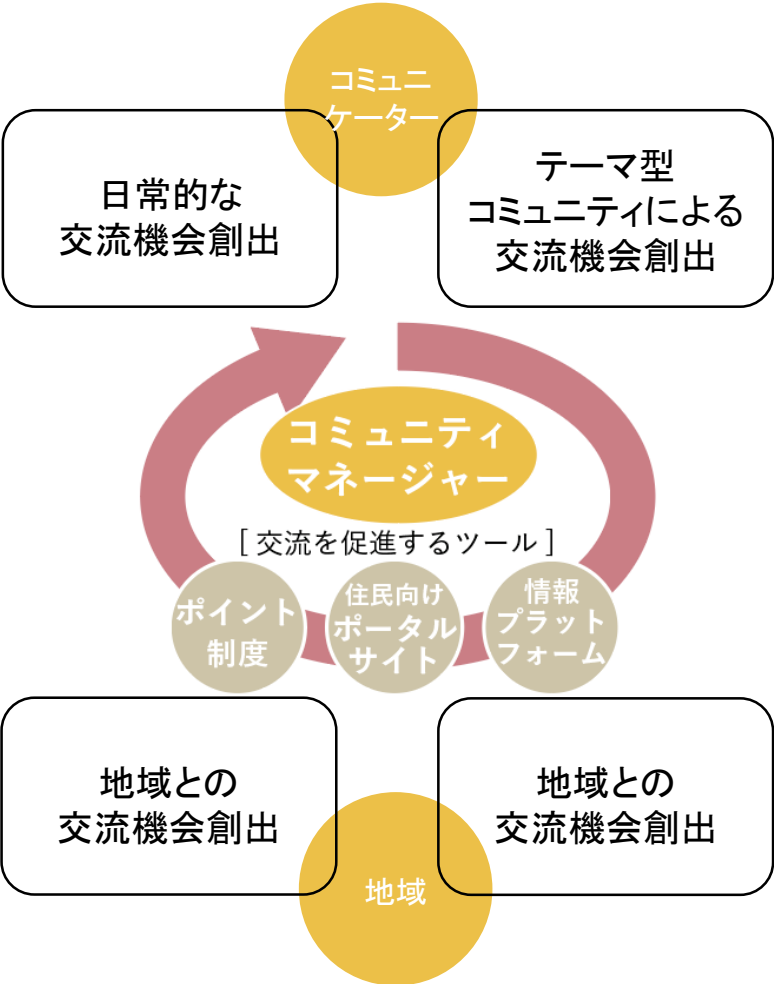 コミュニ
ケーター
日常的な
交流機会創出
テーマ型
コミュニティによる
交流機会創出
コミュニティ
マネージャー
[ 交流を促進するツール ]
ポイント
制度
住民向け
ポータル
サイト
情報
プラット
フォーム
地域との
交流機会創出
地域との
交流機会創出
地域